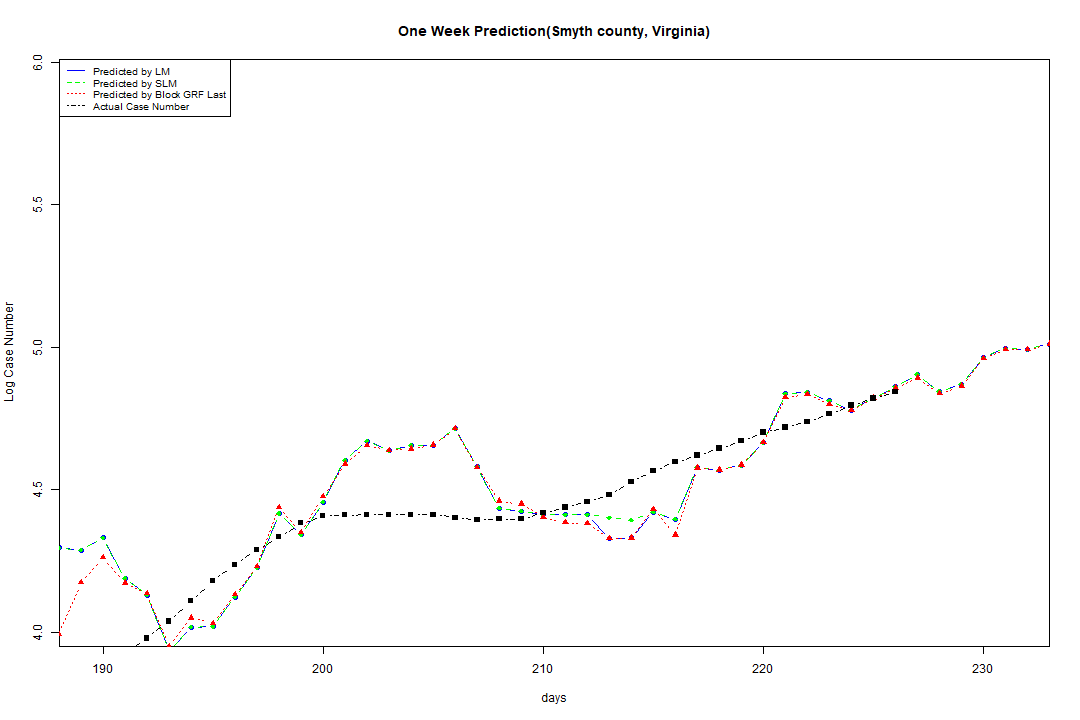 One Week Prediction(Smyth county, Virginia)
Predicted by LM
Predicted by SLM
Predicted by Block GRF Last
Actual Case Number
6.0
5.5
5.0
4.5
4.0
Log Case Number
190 200 210 220 230
days